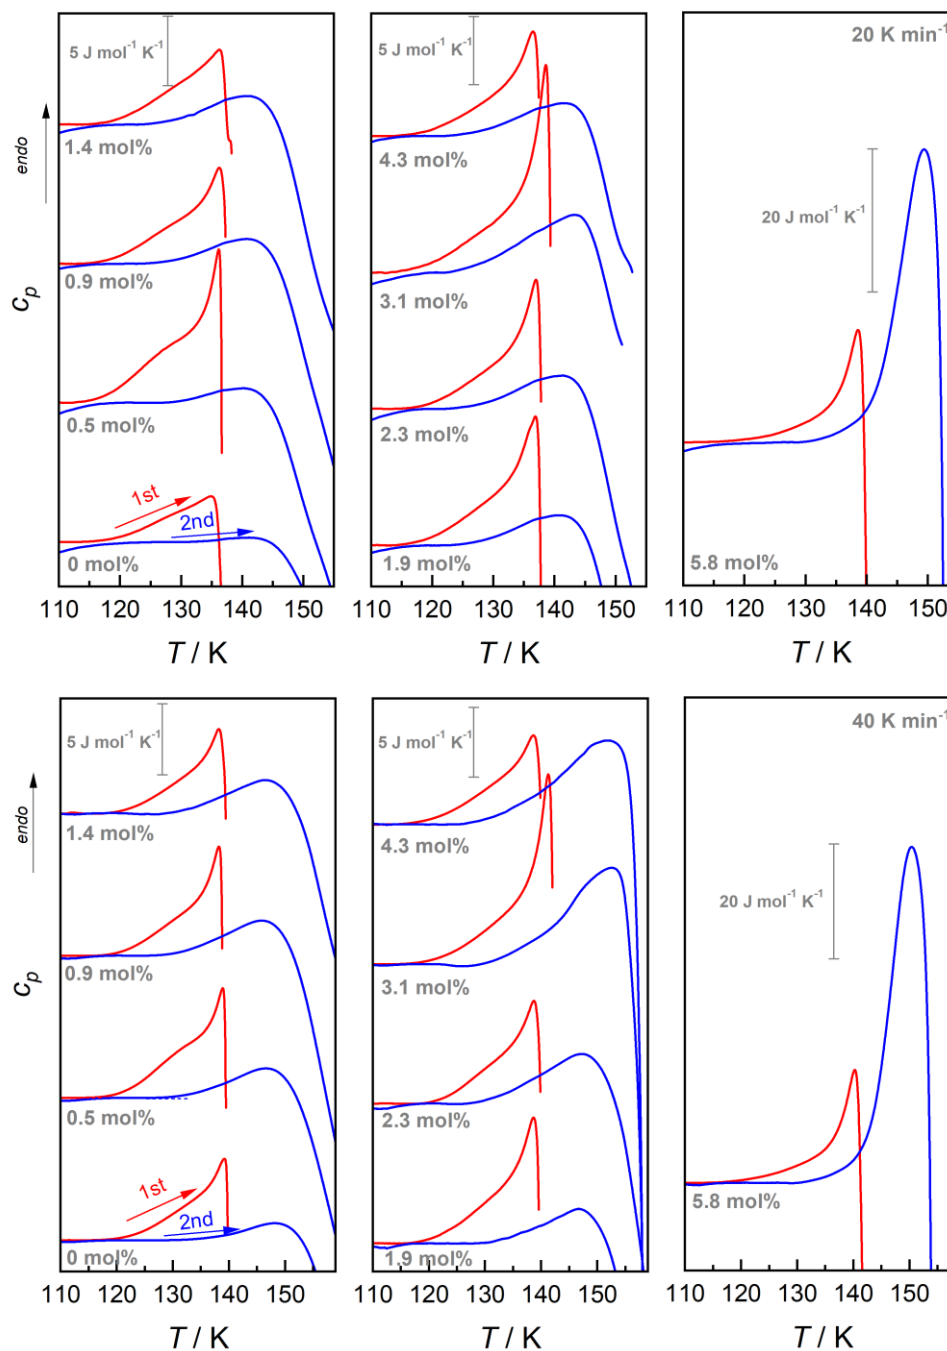 5 J mol⁻¹ K⁻¹
endo
c_p
1.4 mol%
0.9 mol%
0.5 mol%
1st
2nd
0 mol%
110 120 130 140 150
T / K
5 J mol⁻¹ K⁻¹
4.3 mol%
3.1 mol%
2.3 mol%
1.9 mol%
110 120 130 140 150
T / K
20 K min⁻¹
20 J mol⁻¹ K⁻¹
5.8 mol%
110 120 130 140 150
T / K
5 J mol⁻¹ K⁻¹
endo
c_p
1.4 mol%
0.9 mol%
0.5 mol%
1st
2nd
0 mol%
110 120 130 140 150
T / K
5 J mol⁻¹ K⁻¹
4.3 mol%
3.1 mol%
2.3 mol%
1.9 mol%
110 120 130 140 150
T / K
40 K min⁻¹
20 J mol⁻¹ K⁻¹
5.8 mol%
110 120 130 140 150
T / K